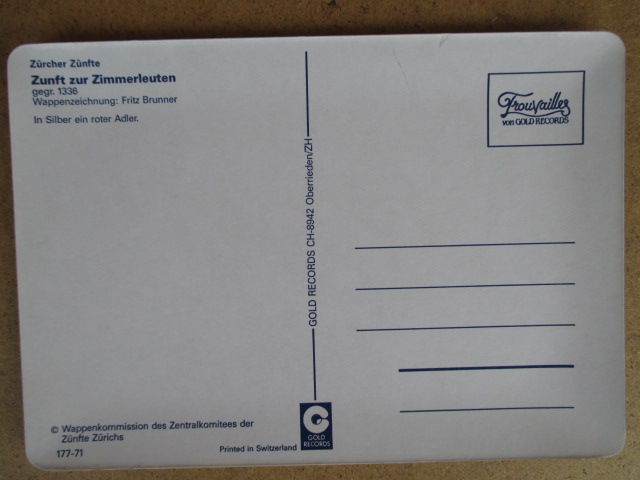 Zürcher Zünfte
Zunft zur Zimmerleuten
gegr. 1336
Wappenzeichnung: Fritz Brunner
In Silber ein roter Adler.
© Wappenkommission des Zentralkomitees der
Zünfte Zürichs
177-71
Printed in Switzerland
GOLD RECORDS CH-8942 Oberrieden/ZH
G
GOLD
RECORDS
Trouvailles
von GOLD RECORDS